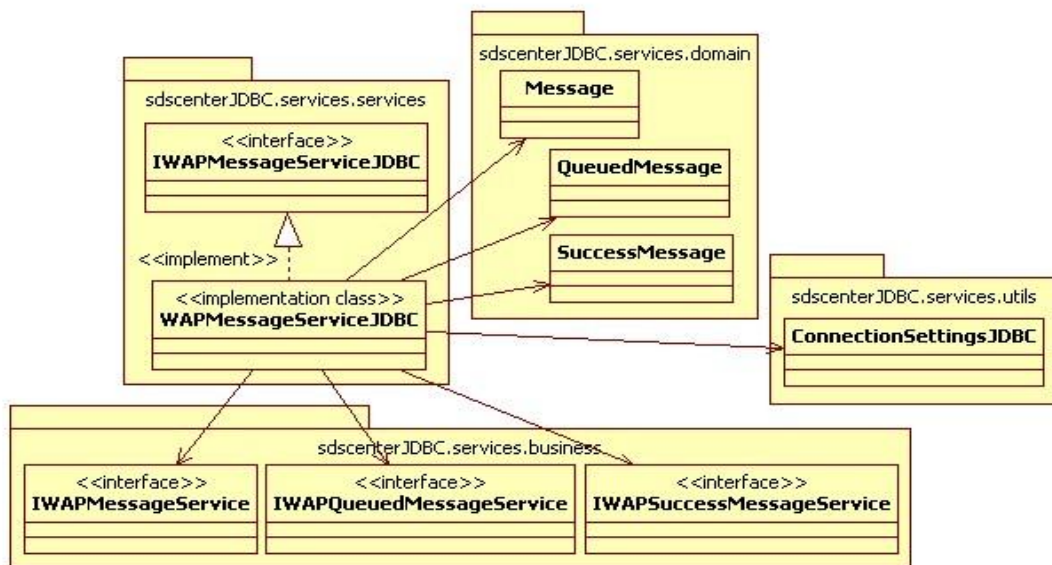 sdscenterJDBC.services.services
<<interface>>
IWAPMessageServiceJDBC
<<implement>>
<<implementation class>>
WAPMessageServiceJDBC
sdscenterJDBC.services.domain
Message
QueuedMessage
SuccessMessage
sdscenterJDBC.services.utils
ConnectionSettingsJDBC
sdscenterJDBC.services.business
<<interface>>
IWAPMessageService
<<interface>>
IWAPQueuedMessageService
<<interface>>
IWAPSuccessMessageService